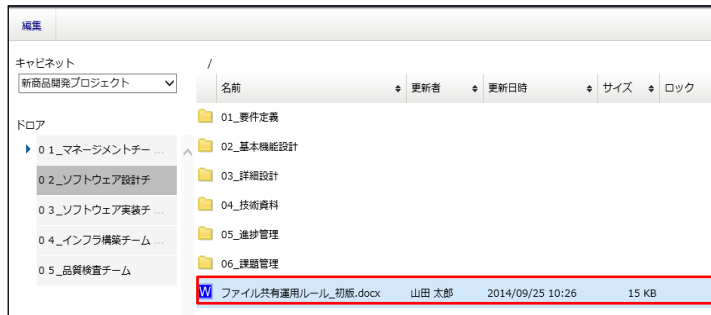 編集
キャビネット
新商品開発プロジェクト
ドロア
０１_マネージメントチー ...
０２_ソフトウェア設計チ
０３_ソフトウェア実装チ ...
０４_インフラ構築チーム ...
０５_品質検査チーム
/
名前 更新者 更新日時 サイズ ロック
01_要件定義
02_基本機能設計
03_詳細設計
04_技術資料
05_進捗管理
06_課題管理
ファイル共有運用ルール_初版.docx 山田 太郎 2014/09/25 10:26 15 KB